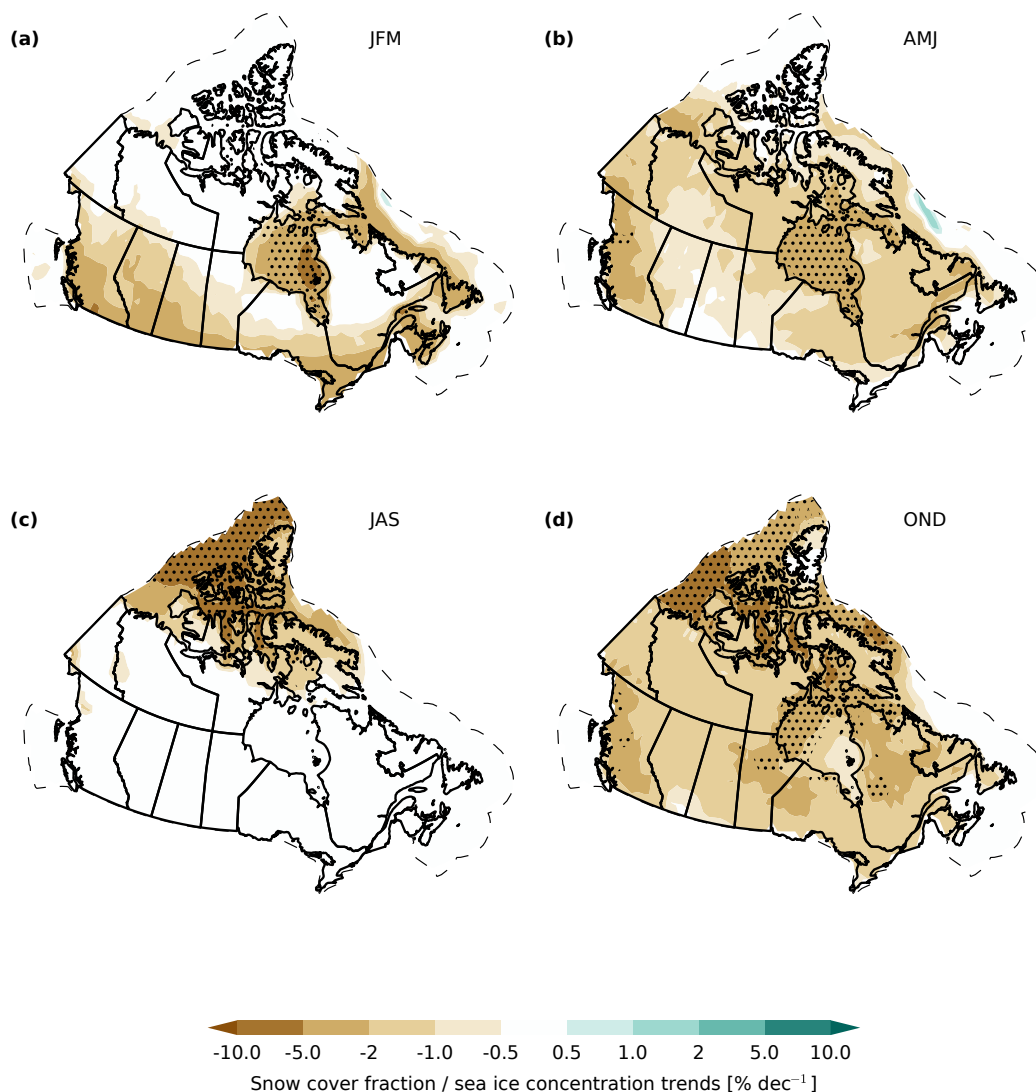 (a) JFM
(b) AMJ
(c) JAS
(d) OND
-10.0 -5.0 -2 -1.0 -0.5 0.5 1.0 2 5.0 10.0
Snow cover fraction / sea ice concentration trends [% dec⁻¹]